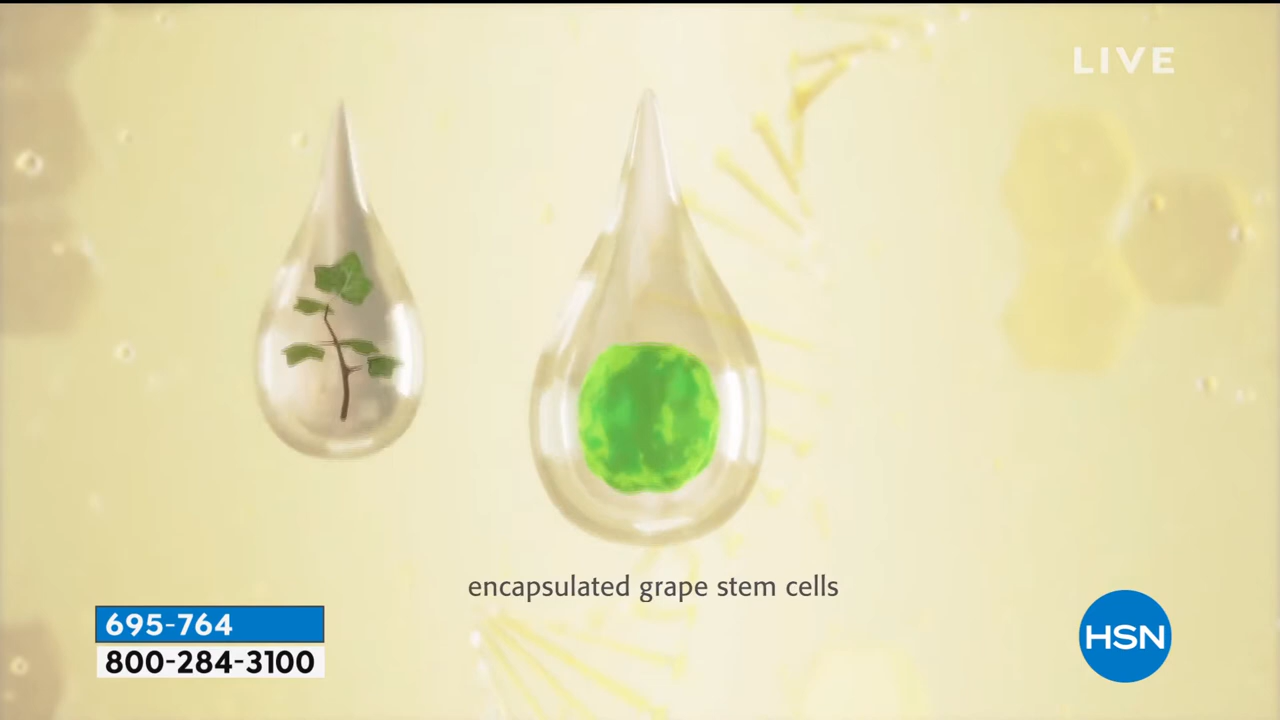 LIVE
encapsulated grape stem cells
695-764
800-284-3100
HSN